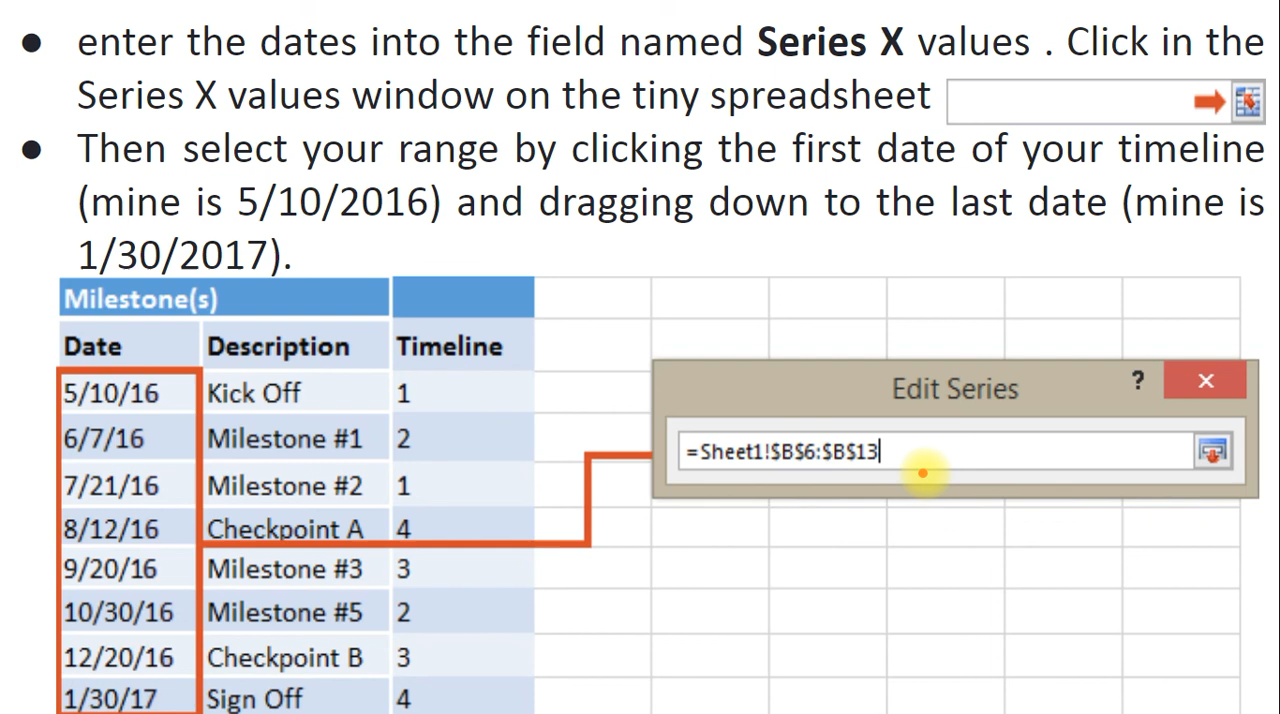 ● enter the dates into the field named Series X values . Click in the
Series X values window on the tiny spreadsheet
● Then select your range by clicking the first date of your timeline
(mine is 5/10/2016) and dragging down to the last date (mine is
1/30/2017).
Milestone(s)
Date Description Timeline
5/10/16 Kick Off 1
6/7/16 Milestone #1 2
7/21/16 Milestone #2 1
8/12/16 Checkpoint A 4
9/20/16 Milestone #3 3
10/30/16 Milestone #5 2
12/20/16 Checkpoint B 3
1/30/17 Sign Off 4
? x
Edit Series
=Sheet1!$B$6:$B$13